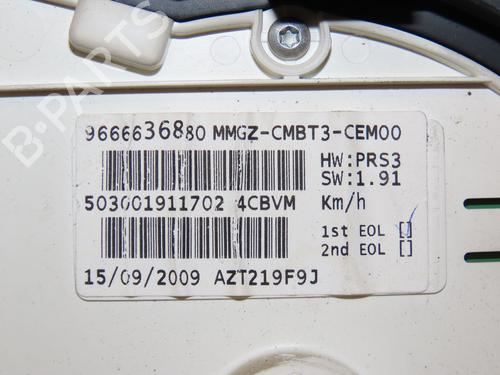 9666636880 MMGZ-CMBT3-CEM00
HW:PRS3
SW:1.91
503001911702 4CBVM Km/h
1st EOL []
2nd EOL []
15/09/2009 AZT219F9J
B-PARTS